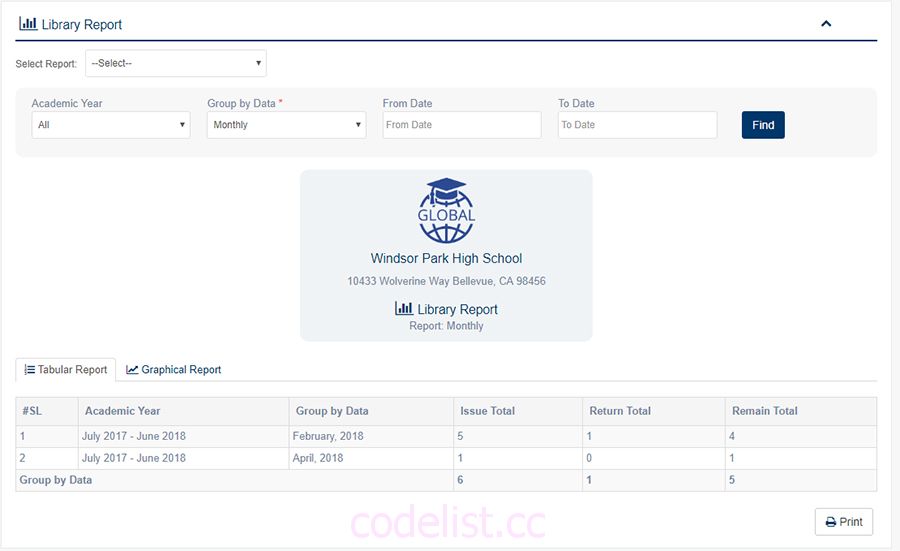 Library Report
Select Report: --Select--
Academic Year Group by Data * From Date To Date
All Monthly From Date To Date Find
GLOBAL
Windsor Park High School
10433 Wolverine Way Bellevue, CA 98456
Library Report
Report: Monthly
Tabular Report Graphical Report
#SL Academic Year Group by Data Issue Total Return Total Remain Total
1 July 2017 - June 2018 February, 2018 5 1 4
2 July 2017 - June 2018 April, 2018 1 0 1
Group by Data 6 1 5
codelist.cc
Print